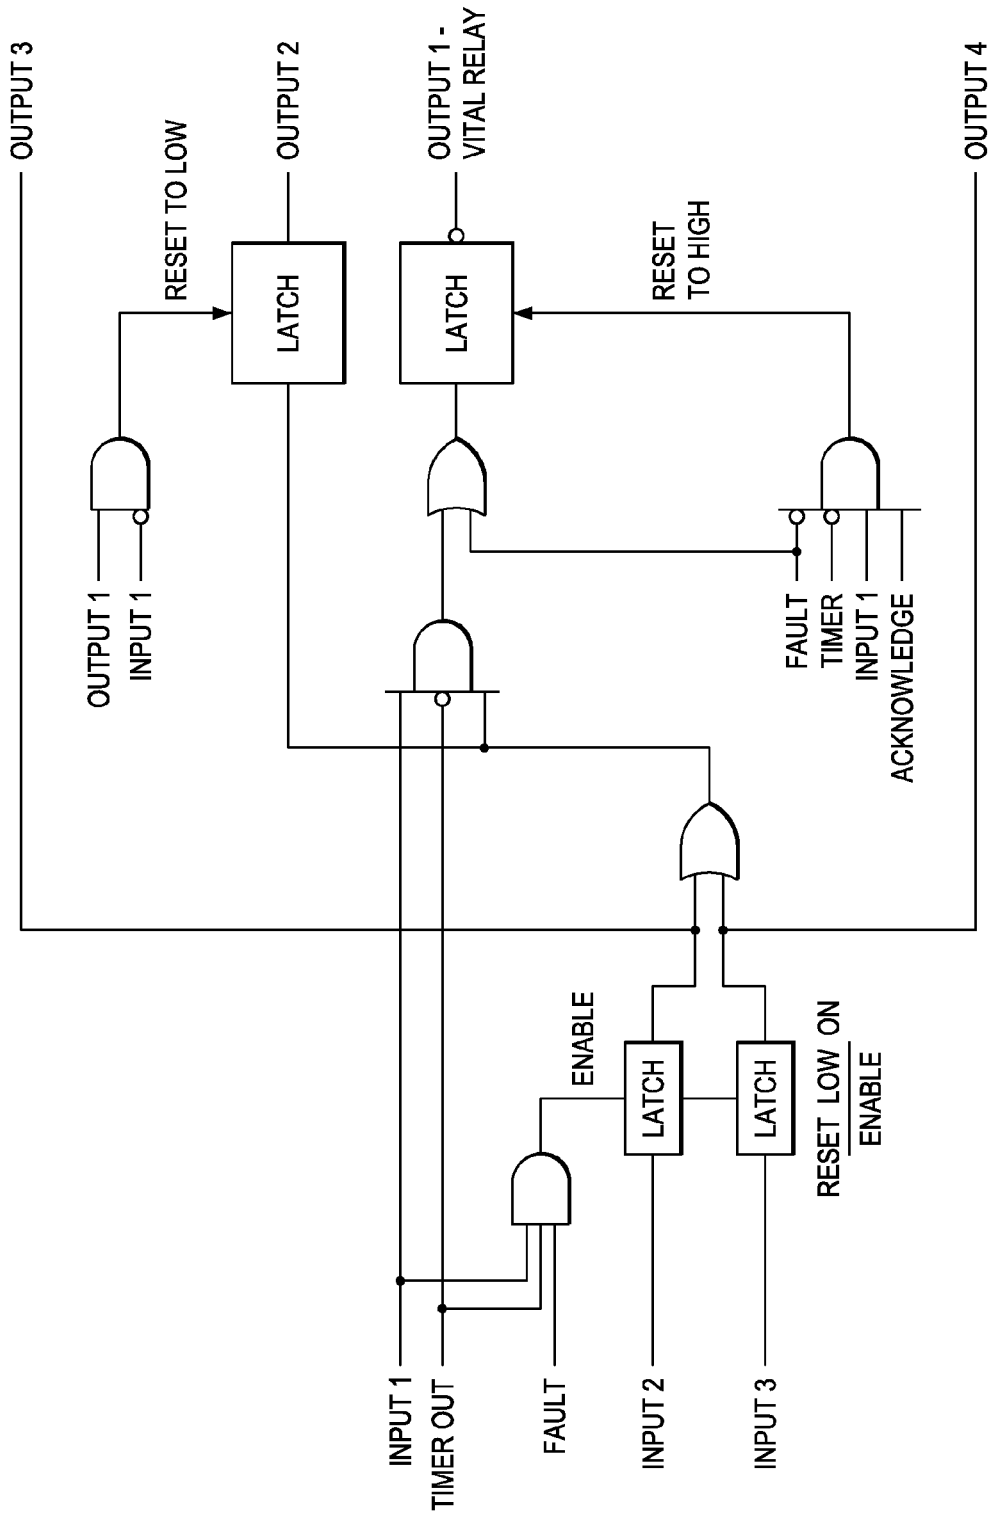 OUTPUT 3
RESET TO LOW
OUTPUT 2
OUTPUT 1 -
VITAL RELAY
OUTPUT 4
LATCH
LATCH
RESET
TO HIGH
OUTPUT 1
INPUT 1
FAULT
TIMER
INPUT 1
ACKNOWLEDGE
ENABLE
LATCH
LATCH
RESET LOW ON
ENABLE
INPUT 1
TIMER OUT
FAULT
INPUT 2
INPUT 3